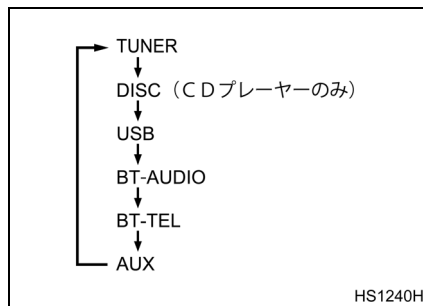 TUNER
DISC（ＣＤプレーヤーのみ）
USB
BT-AUDIO
BT-TEL
AUX
HS1240H